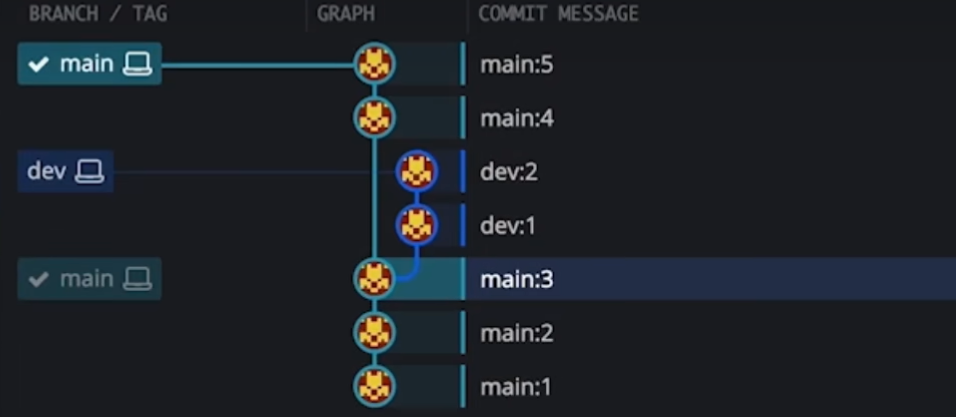 BRANCH / TAG GRAPH COMMIT MESSAGE
main main:5
main:4
dev dev:2
dev:1
main main:3
main:2
main:1